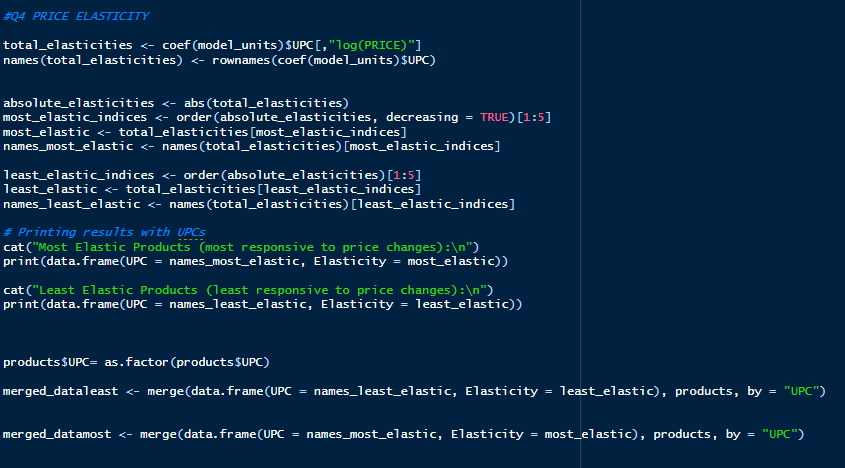 #Q4 PRICE ELASTICITY
total_elasticities <- coef(model_units)$UPC[,"log(PRICE)"]
names(total_elasticities) <- rownames(coef(model_units)$UPC)
absolute_elasticities <- abs(total_elasticities)
most_elastic_indices <- order(absolute_elasticities, decreasing = TRUE)[1:5]
most_elastic <- total_elasticities[most_elastic_indices]
names_most_elastic <- names(total_elasticities)[most_elastic_indices]
least_elastic_indices <- order(absolute_elasticities)[1:5]
least_elastic <- total_elasticities[least_elastic_indices]
names_least_elastic <- names(total_elasticities)[least_elastic_indices]
# Printing results with UPCs
cat("Most Elastic Products (most responsive to price changes):\n")
print(data.frame(UPC = names_most_elastic, Elasticity = most_elastic))
cat("Least Elastic Products (least responsive to price changes):\n")
print(data.frame(UPC = names_least_elastic, Elasticity = least_elastic))
products$UPC= as.factor(products$UPC)
merged_dataleast <- merge(data.frame(UPC = names_least_elastic, Elasticity = least_elastic), products, by = "UPC")
merged_datamost <- merge(data.frame(UPC = names_most_elastic, Elasticity = most_elastic), products, by = "UPC")